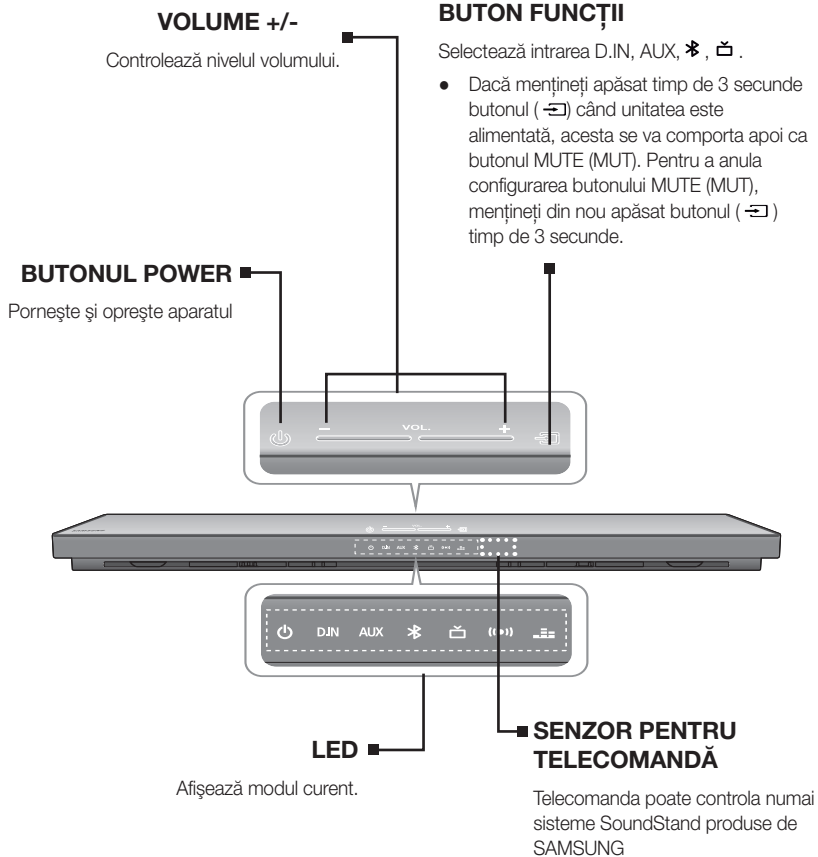 VOLUME +/-
Controlează nivelul volumului.
BUTON FUNCȚII
Selectează intrarea D.IN, AUX, , .
● Dacă mențineți apăsat timp de 3 secunde
butonul ( ) când unitatea este
alimentată, acesta se va comporta apoi ca
butonul MUTE (MUT). Pentru a anula
configurarea butonului MUTE (MUT),
mențineți din nou apăsat butonul ( )
timp de 3 secunde.
BUTONUL POWER
Porneşte şi opreşte aparatul
VOL.
D.IN AUX
D.IN AUX
LED
Afişează modul curent.
SENZOR PENTRU
TELECOMANDĂ
Telecomanda poate controla numai
sisteme SoundStand produse de
SAMSUNG